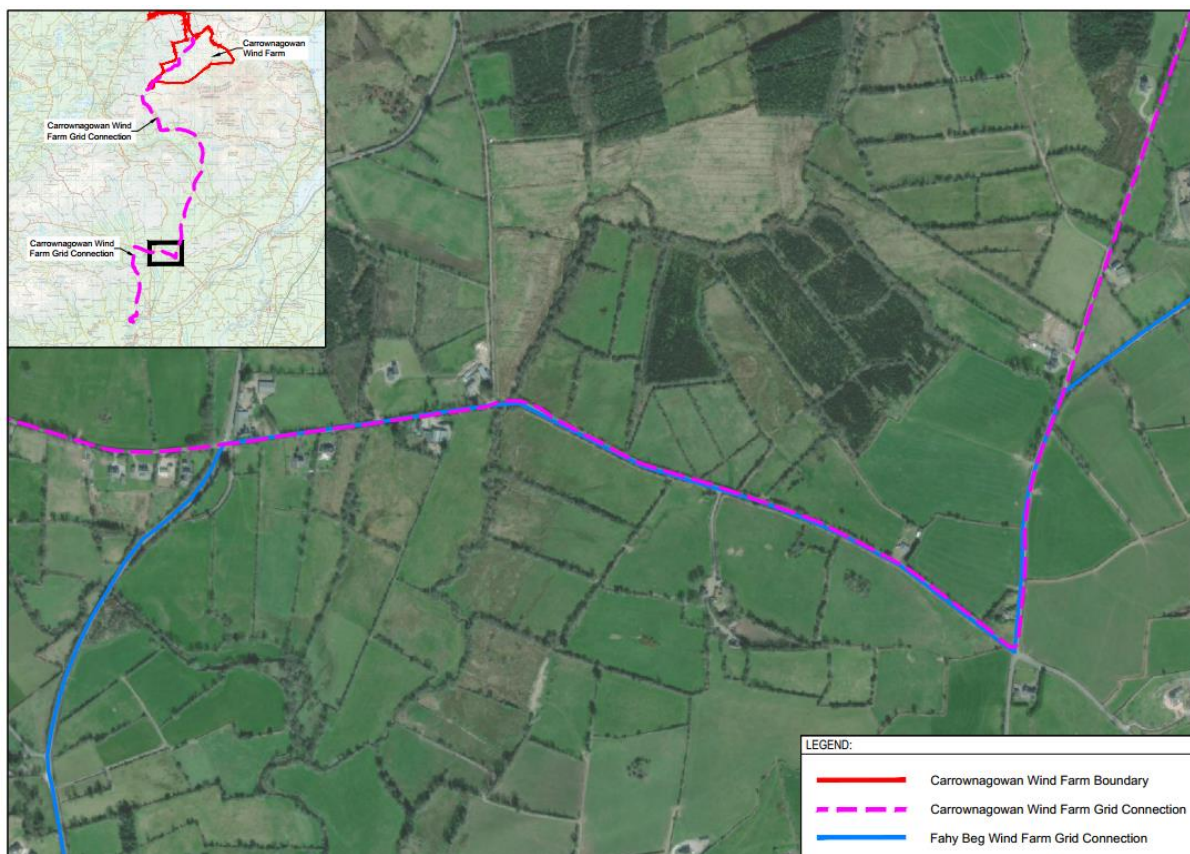 Carrownagowan
Wind Farm
Carrownagowan Wind
Farm Grid Connection
Carrownagowan Wind
Farm Grid Connection
LEGEND:
Carrownagowan Wind Farm Boundary
Carrownagowan Wind Farm Grid Connection
Fahy Beg Wind Farm Grid Connection